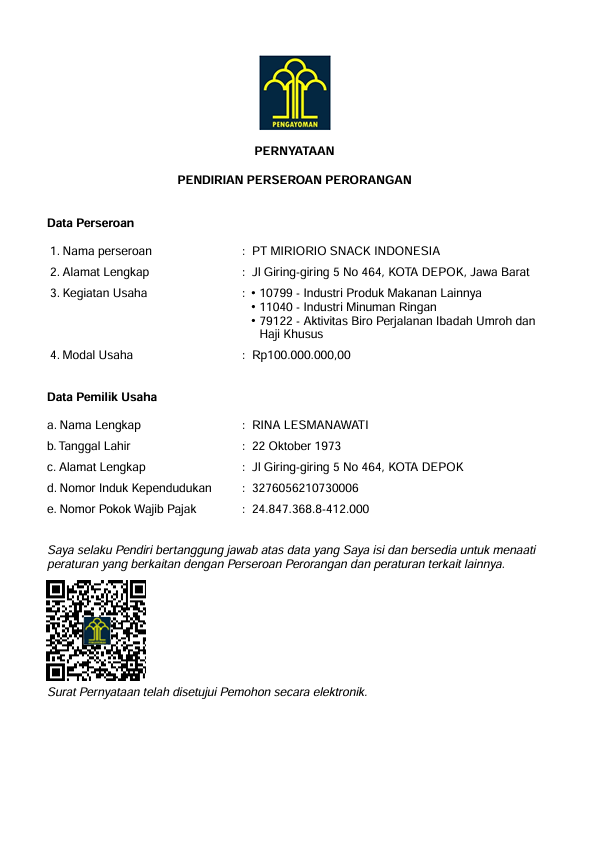 PENGAYOMAN
PERNYATAAN
PENDIRIAN PERSEROAN PERORANGAN
Data Perseroan
1. Nama perseroan : PT MIRIORIO SNACK INDONESIA
2. Alamat Lengkap : Jl Giring-giring 5 No 464, KOTA DEPOK, Jawa Barat
3. Kegiatan Usaha : • 10799 - Industri Produk Makanan Lainnya
• 11040 - Industri Minuman Ringan
• 79122 - Aktivitas Biro Perjalanan Ibadah Umroh dan
Haji Khusus
4. Modal Usaha : Rp100.000.000,00
Data Pemilik Usaha
a. Nama Lengkap : RINA LESMANAWATI
b. Tanggal Lahir : 22 Oktober 1973
c. Alamat Lengkap : Jl Giring-giring 5 No 464, KOTA DEPOK
d. Nomor Induk Kependudukan : 3276056210730006
e. Nomor Pokok Wajib Pajak : 24.847.368.8-412.000
Saya selaku Pendiri bertanggung jawab atas data yang Saya isi dan bersedia untuk menaati
peraturan yang berkaitan dengan Perseroan Perorangan dan peraturan terkait lainnya.
Surat Pernyataan telah disetujui Pemohon secara elektronik.